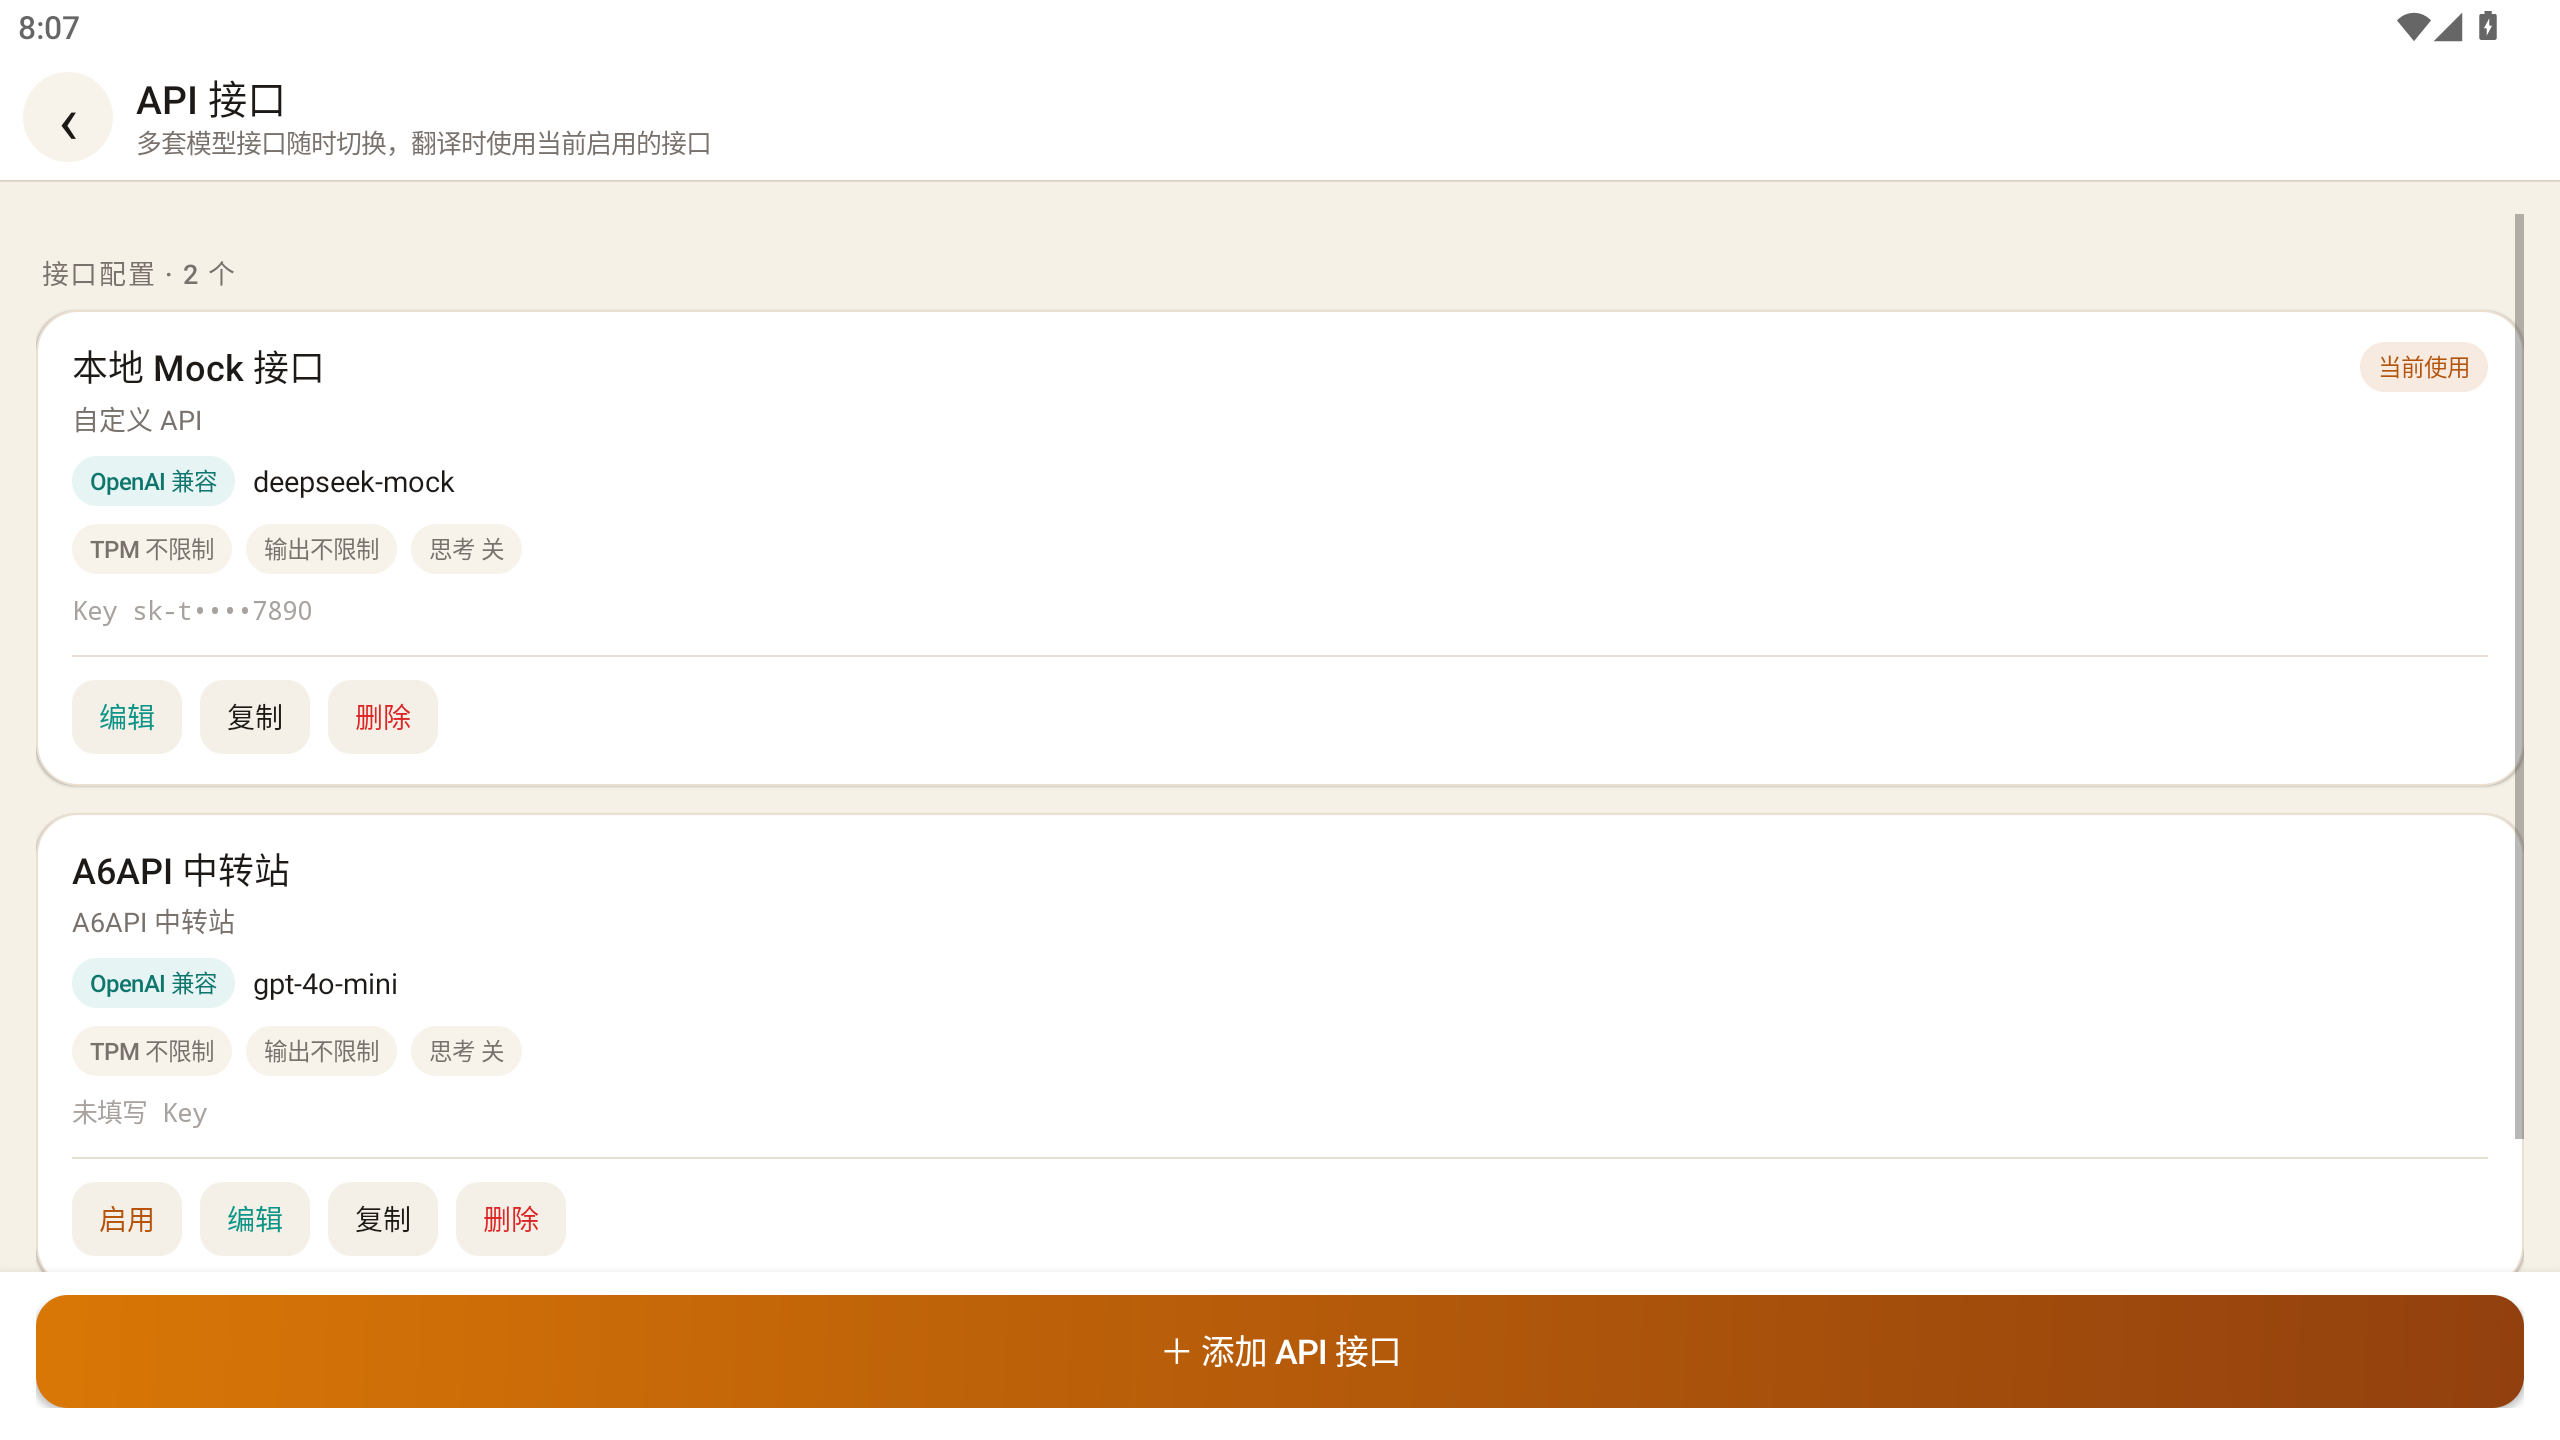 8:07
API 接口
多套模型接口随时切换，翻译时使用当前启用的接口
接口配置 · 2 个
本地 Mock 接口
当前使用
自定义 API
OpenAI 兼容 deepseek-mock
TPM 不限制 输出不限制 思考 关
Key sk-t••••7890
编辑 复制 删除
A6API 中转站
A6API 中转站
OpenAI 兼容 gpt-4o-mini
TPM 不限制 输出不限制 思考 关
未填写 Key
启用 编辑 复制 删除
＋ 添加 API 接口